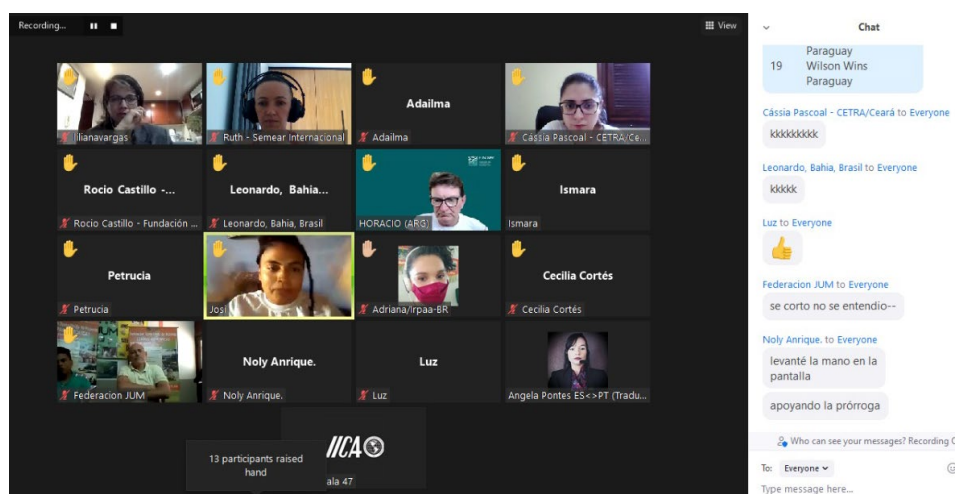 Recording...
View
lilianavargas
Ruth - Semear Internacional
Adailma
Adailma
Cássia Pascoal - CETRA/Ce...
Rocio Castillo -...
Rocio Castillo - Fundación ...
Leonardo, Bahia...
Leonardo, Bahia, Brasil
HORACIO (ARG)
Ismara
Ismara
Petrucia
Petrucia
Josi
Adriana/Irpaa-BR
Cecilia Cortés
Cecilia Cortés
Federacion JUM
Noly Anrique.
Noly Anrique.
Luz
Luz
Angela Pontes ES<>PT (Tradu...
IICA
ala 47
13 participants raised
hand
Chat
Paraguay
19 Wilson Wins
Paraguay
Cássia Pascoal - CETRA/Ceará to Everyone
kkkkkkkkk
Leonardo, Bahia, Brasil to Everyone
kkkkk
Luz to Everyone
Federacion JUM to Everyone
se corto no se entendio--
Noly Anrique. to Everyone
levanté la mano en la
pantalla
apoyando la prórroga
Who can see your messages? Recording O
To: Everyone
Type message here...